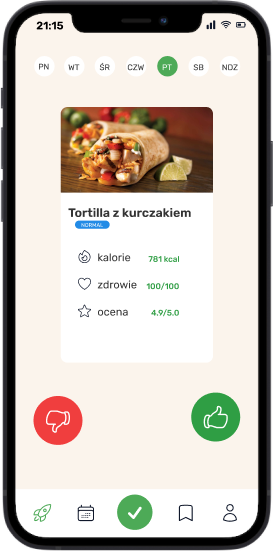 21:15
PN WT ŚR CZW PT SB NDZ
Tortilla z kurczakiem
NORMAL
kalorie 781 kcal
zdrowie 100/100
ocena 4.9/5.0